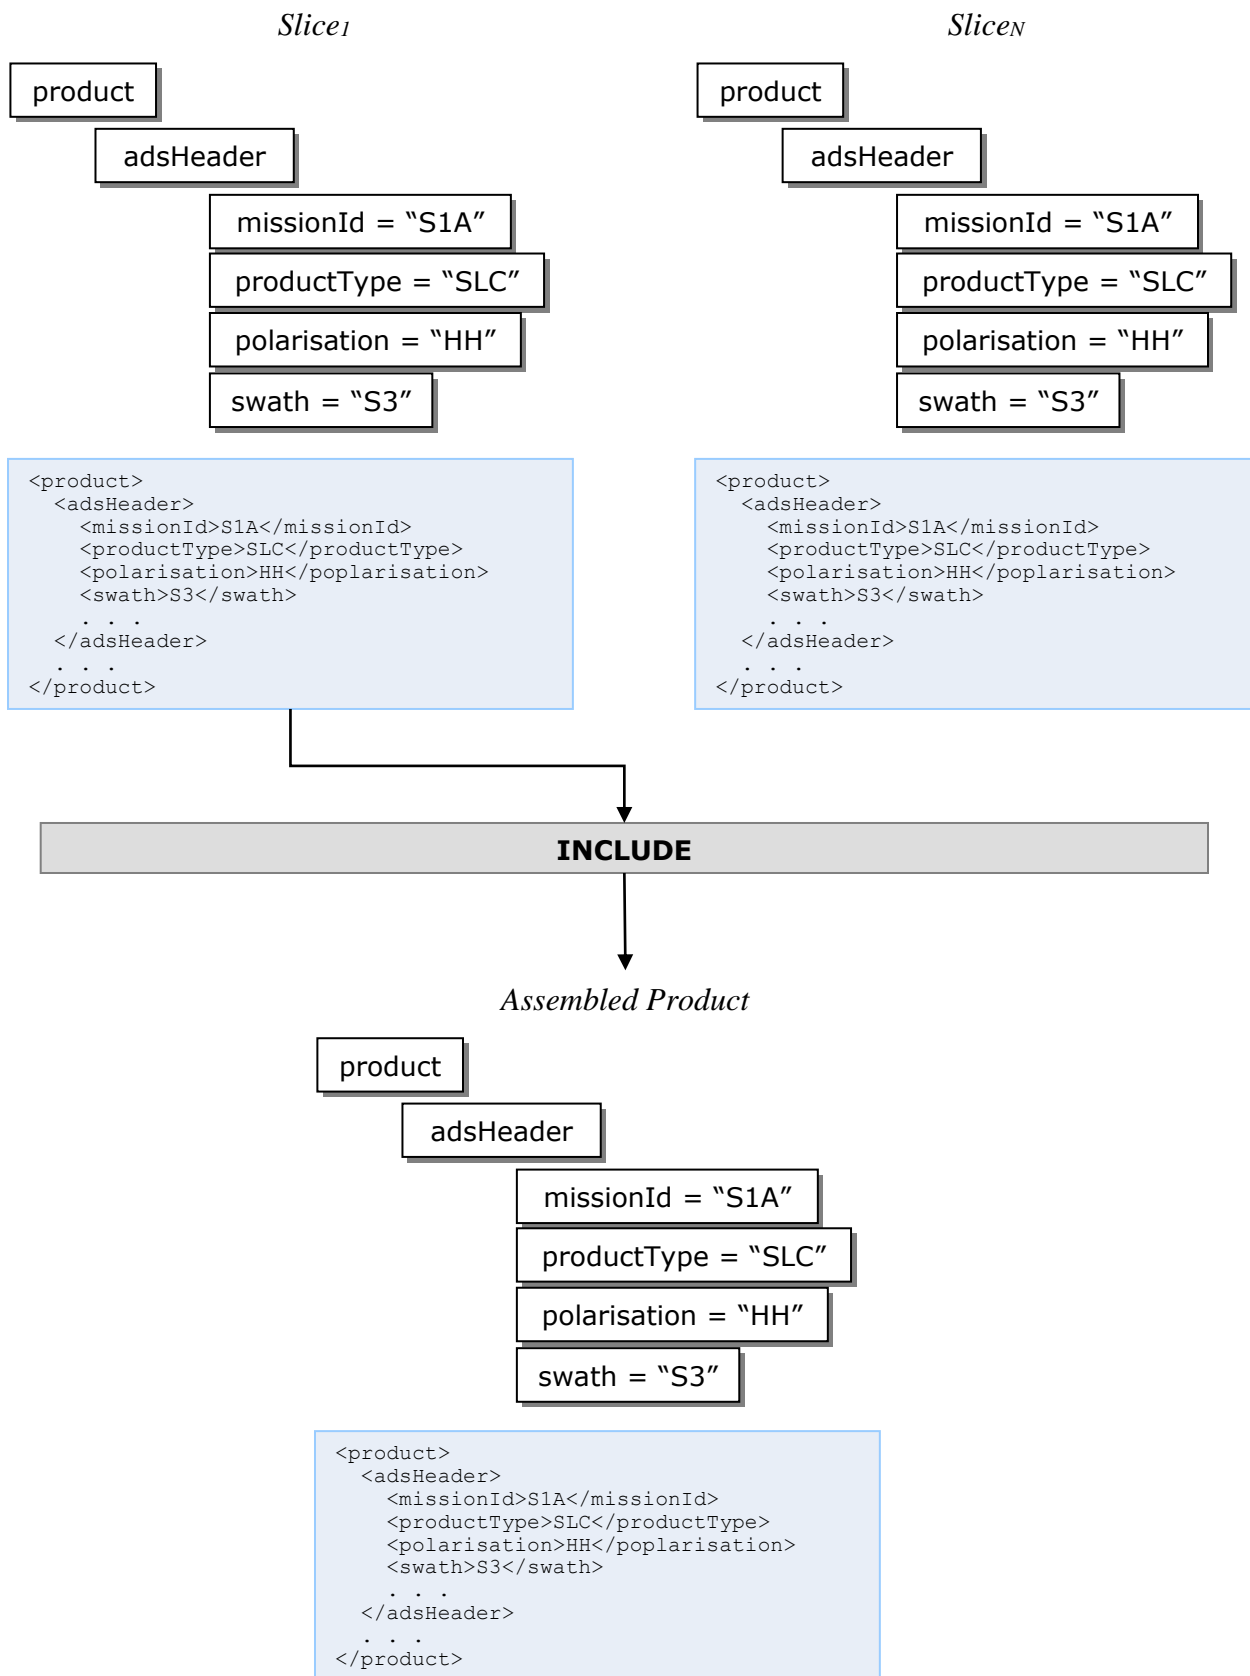 Slice1
product
adsHeader
missionId = “S1A”
productType = “SLC”
polarisation = “HH”
swath = “S3”
<product>
  <adsHeader>
    <missionId>S1A</missionId>
    <productType>SLC</productType>
    <polarisation>HH</poplarisation>
    <swath>S3</swath>
    . . .
  </adsHeader>
  . . .
</product>
SliceN
product
adsHeader
missionId = “S1A”
productType = “SLC”
polarisation = “HH”
swath = “S3”
<product>
  <adsHeader>
    <missionId>S1A</missionId>
    <productType>SLC</productType>
    <polarisation>HH</poplarisation>
    <swath>S3</swath>
    . . .
  </adsHeader>
  . . .
</product>
INCLUDE
Assembled Product
product
adsHeader
missionId = “S1A”
productType = “SLC”
polarisation = “HH”
swath = “S3”
<product>
  <adsHeader>
    <missionId>S1A</missionId>
    <productType>SLC</productType>
    <polarisation>HH</poplarisation>
    <swath>S3</swath>
    . . .
  </adsHeader>
  . . .
</product>